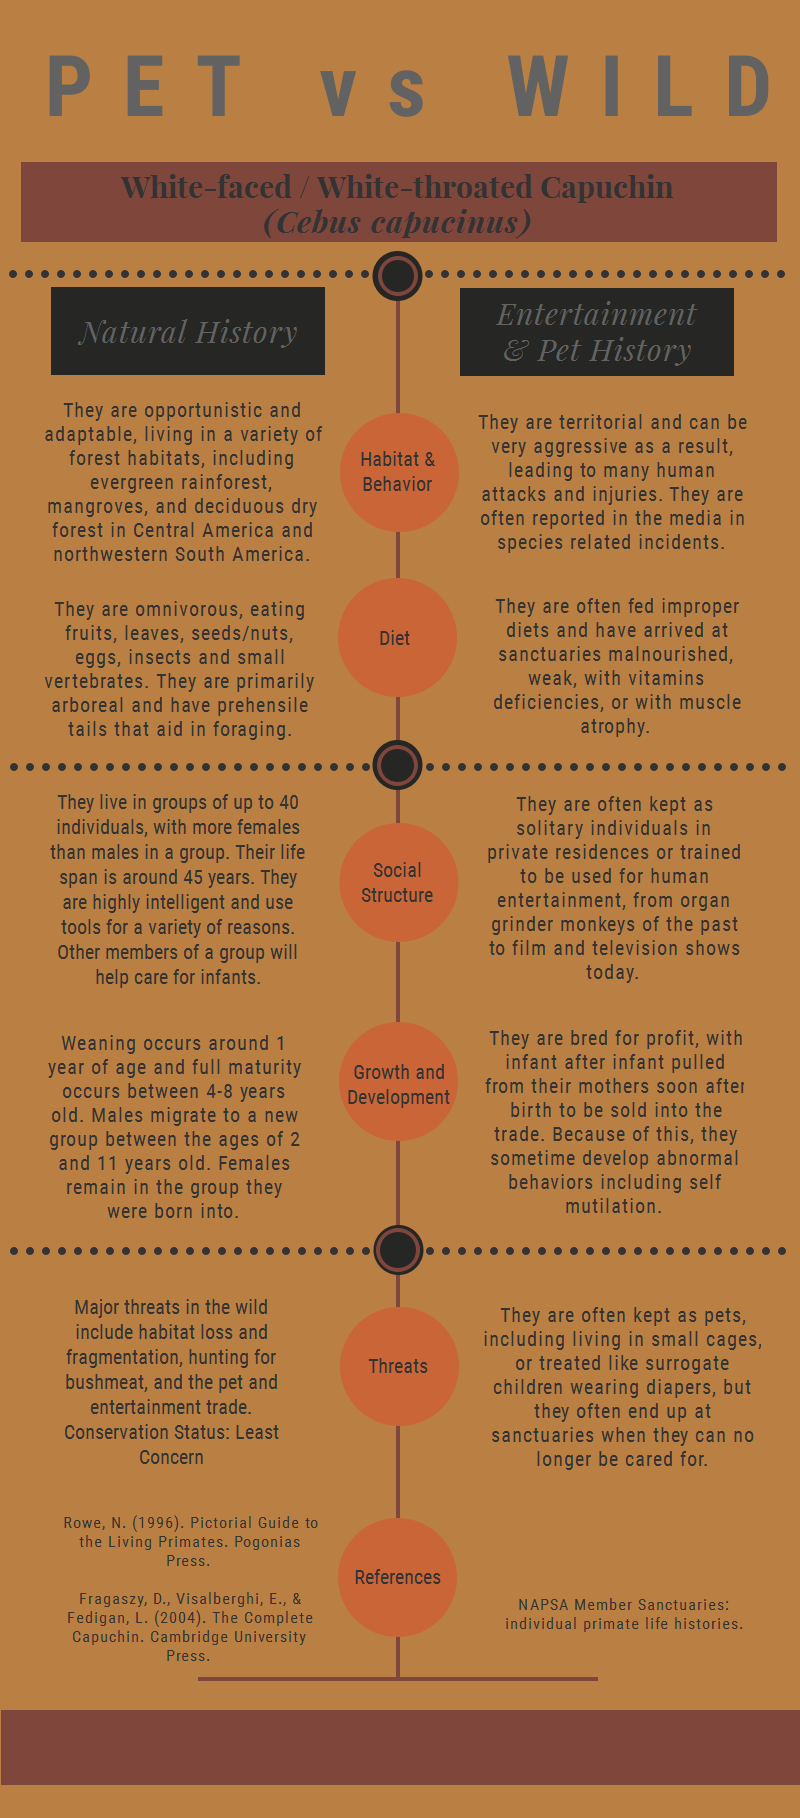 PET vs WILD
White-faced / White-throated Capuchin
(Cebus capucinus)
Natural History
Entertainment
& Pet History
They are opportunistic and
adaptable, living in a variety of
forest habitats, including
evergreen rainforest,
mangroves, and deciduous dry
forest in Central America and
northwestern South America.
Habitat &
Behavior
They are territorial and can be
very aggressive as a result,
leading to many human
attacks and injuries. They are
often reported in the media in
species related incidents.
They are omnivorous, eating
fruits, leaves, seeds/nuts,
eggs, insects and small
vertebrates. They are primarily
arboreal and have prehensile
tails that aid in foraging.
Diet
They are often fed improper
diets and have arrived at
sanctuaries malnourished,
weak, with vitamins
deficiencies, or with muscle
atrophy.
They live in groups of up to 40
individuals, with more females
than males in a group. Their life
span is around 45 years. They
are highly intelligent and use
tools for a variety of reasons.
Other members of a group will
help care for infants.
Social
Structure
They are often kept as
solitary individuals in
private residences or trained
to be used for human
entertainment, from organ
grinder monkeys of the past
to film and television shows
today.
Weaning occurs around 1
year of age and full maturity
occurs between 4-8 years
old. Males migrate to a new
group between the ages of 2
and 11 years old. Females
remain in the group they
were born into.
Growth and
Development
They are bred for profit, with
infant after infant pulled
from their mothers soon after
birth to be sold into the
trade. Because of this, they
sometime develop abnormal
behaviors including self
mutilation.
Major threats in the wild
include habitat loss and
fragmentation, hunting for
bushmeat, and the pet and
entertainment trade.
Conservation Status: Least
Concern
Threats
They are often kept as pets,
including living in small cages,
or treated like surrogate
children wearing diapers, but
they often end up at
sanctuaries when they can no
longer be cared for.
Rowe, N. (1996). Pictorial Guide to
the Living Primates. Pogonias
Press.
Fragaszy, D., Visalberghi, E., &
Fedigan, L. (2004). The Complete
Capuchin. Cambridge University
Press.
References
NAPSA Member Sanctuaries:
individual primate life histories.